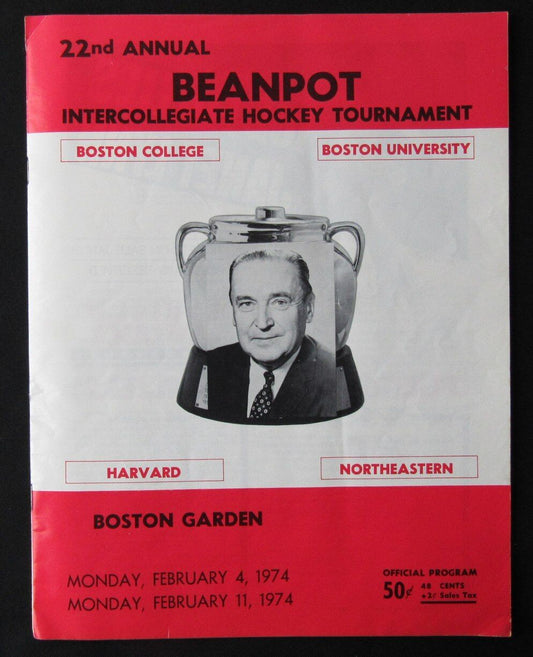 22nd ANNUAL
BEANPOT
INTERCOLLEGIATE HOCKEY TOURNAMENT
BOSTON COLLEGE
BOSTON UNIVERSITY
HARVARD
NORTHEASTERN
BOSTON GARDEN
MONDAY, FEBRUARY 4, 1974
MONDAY, FEBRUARY 11, 1974
OFFICIAL PROGRAM
50¢ 48 CENTS
+2¢ Sales Tax